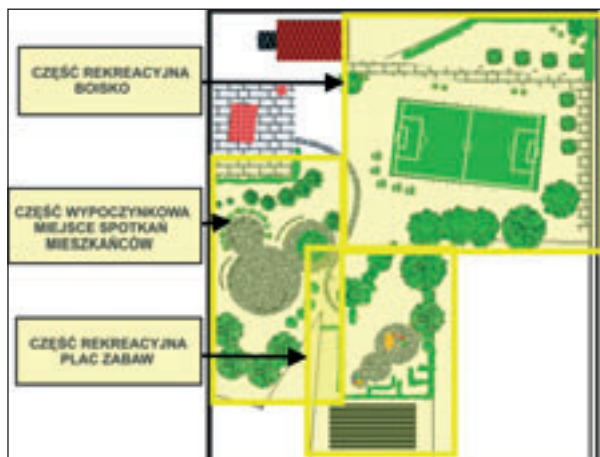 CZĘŚĆ REKREACYJNA
BOISKO
CZĘŚĆ WYPOCZYNKOWA
MIEJSCE SPOTKAŃ
MIESZKAŃCÓW
CZĘŚĆ REKREACYJNA
PLAC ZABAW